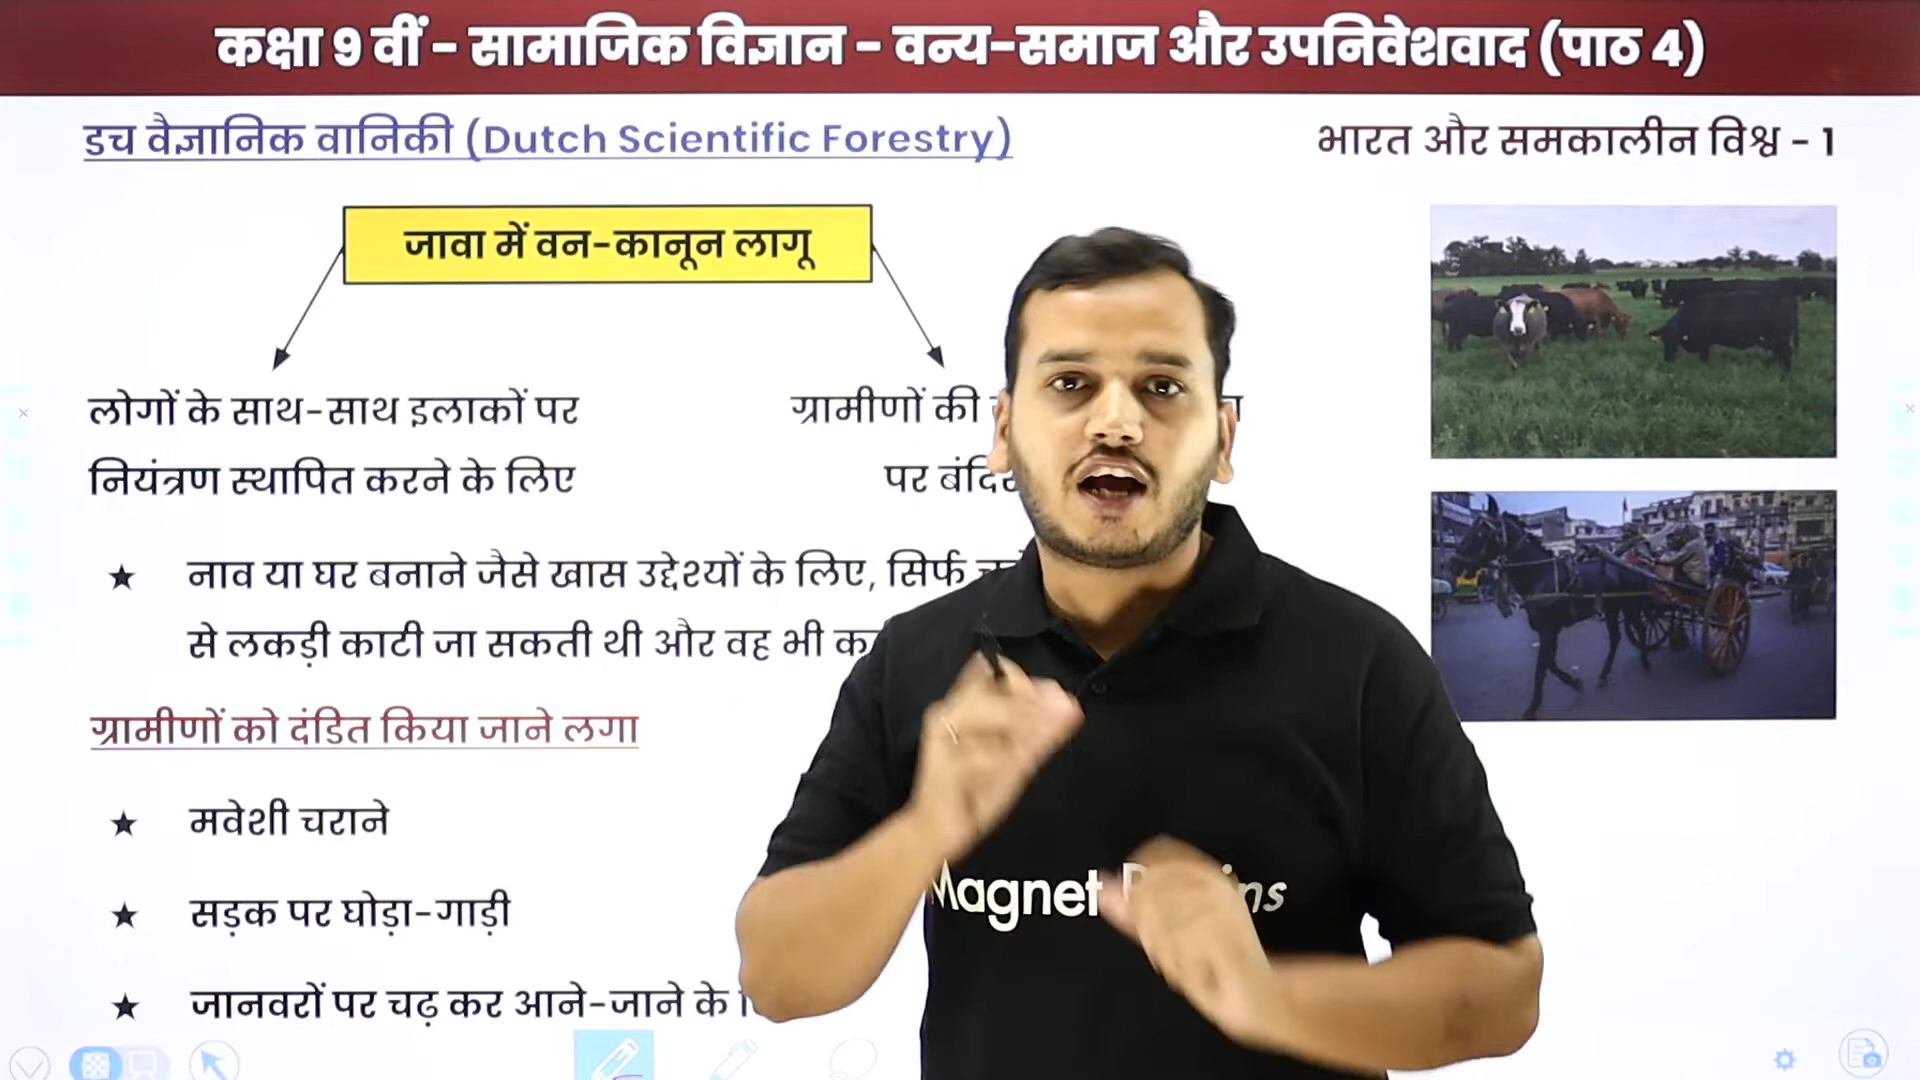 कक्षा 9 वीं - सामाजिक विज्ञान - वन्य-समाज और उपनिवेशवाद (पाठ 4)
डच वैज्ञानिक वानिकी (Dutch Scientific Forestry)
भारत और समकालीन विश्व - 1
जावा में वन-कानून लागू
लोगों के साथ-साथ इलाकों पर
नियंत्रण स्थापित करने के लिए
ग्रामीणों की
पर
★ नाव या घर बनाने जैसे खास उद्देश्यों के लिए, सिर्फ
से लकड़ी काटी जा सकती थी और वह भी
ग्रामीणों को दंडित किया जाने लगा
★ मवेशी चराने
★ सड़क पर घोड़ा-गाड़ी
★ जानवरों पर चढ़ कर आने-जाने के
Magnet